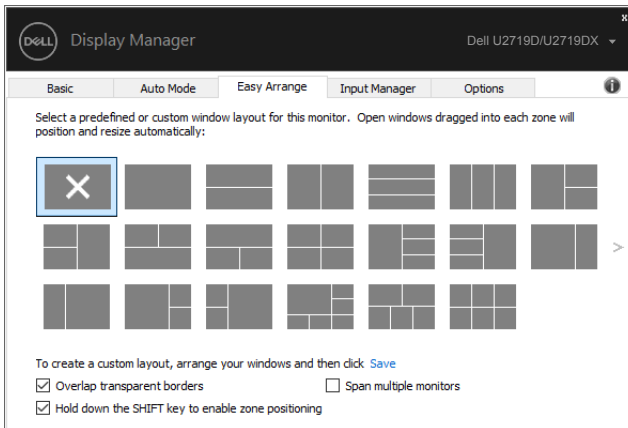 x
DELL Display Manager Dell U2719D/U2719DX
Basic Auto Mode Easy Arrange Input Manager Options i
Select a predefined or custom window layout for this monitor. Open windows dragged into each zone will
position and resize automatically:
>
To create a custom layout, arrange your windows and then click Save
Overlap transparent borders Span multiple monitors
Hold down the SHIFT key to enable zone positioning